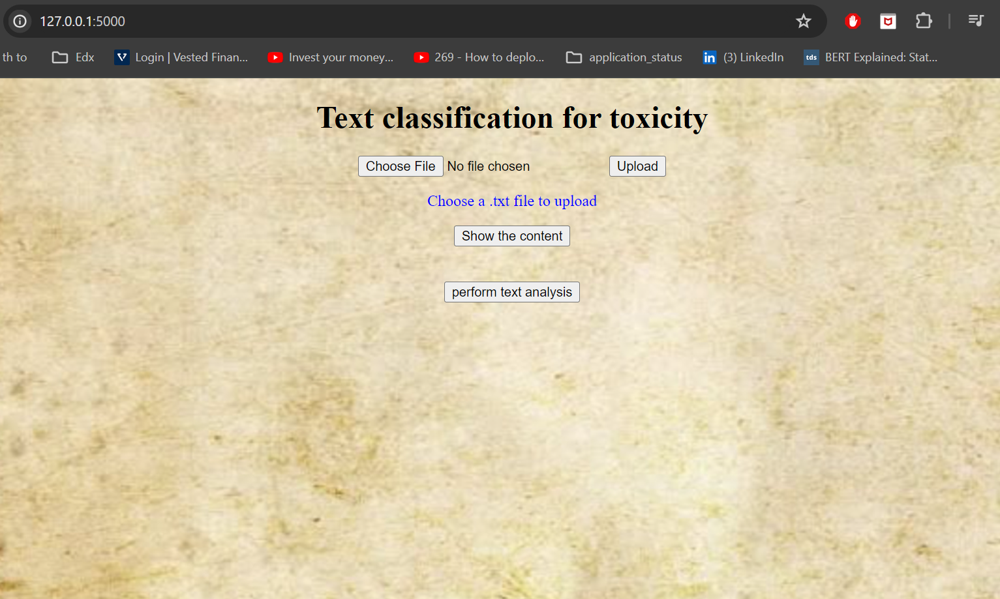 127.0.0.1:5000
th to Edx Login | Vested Finan... Invest your money... 269 - How to deplo... application_status (3) LinkedIn tds BERT Explained: Stat...
Text classification for toxicity
Choose File No file chosen Upload
Choose a .txt file to upload
Show the content
perform text analysis